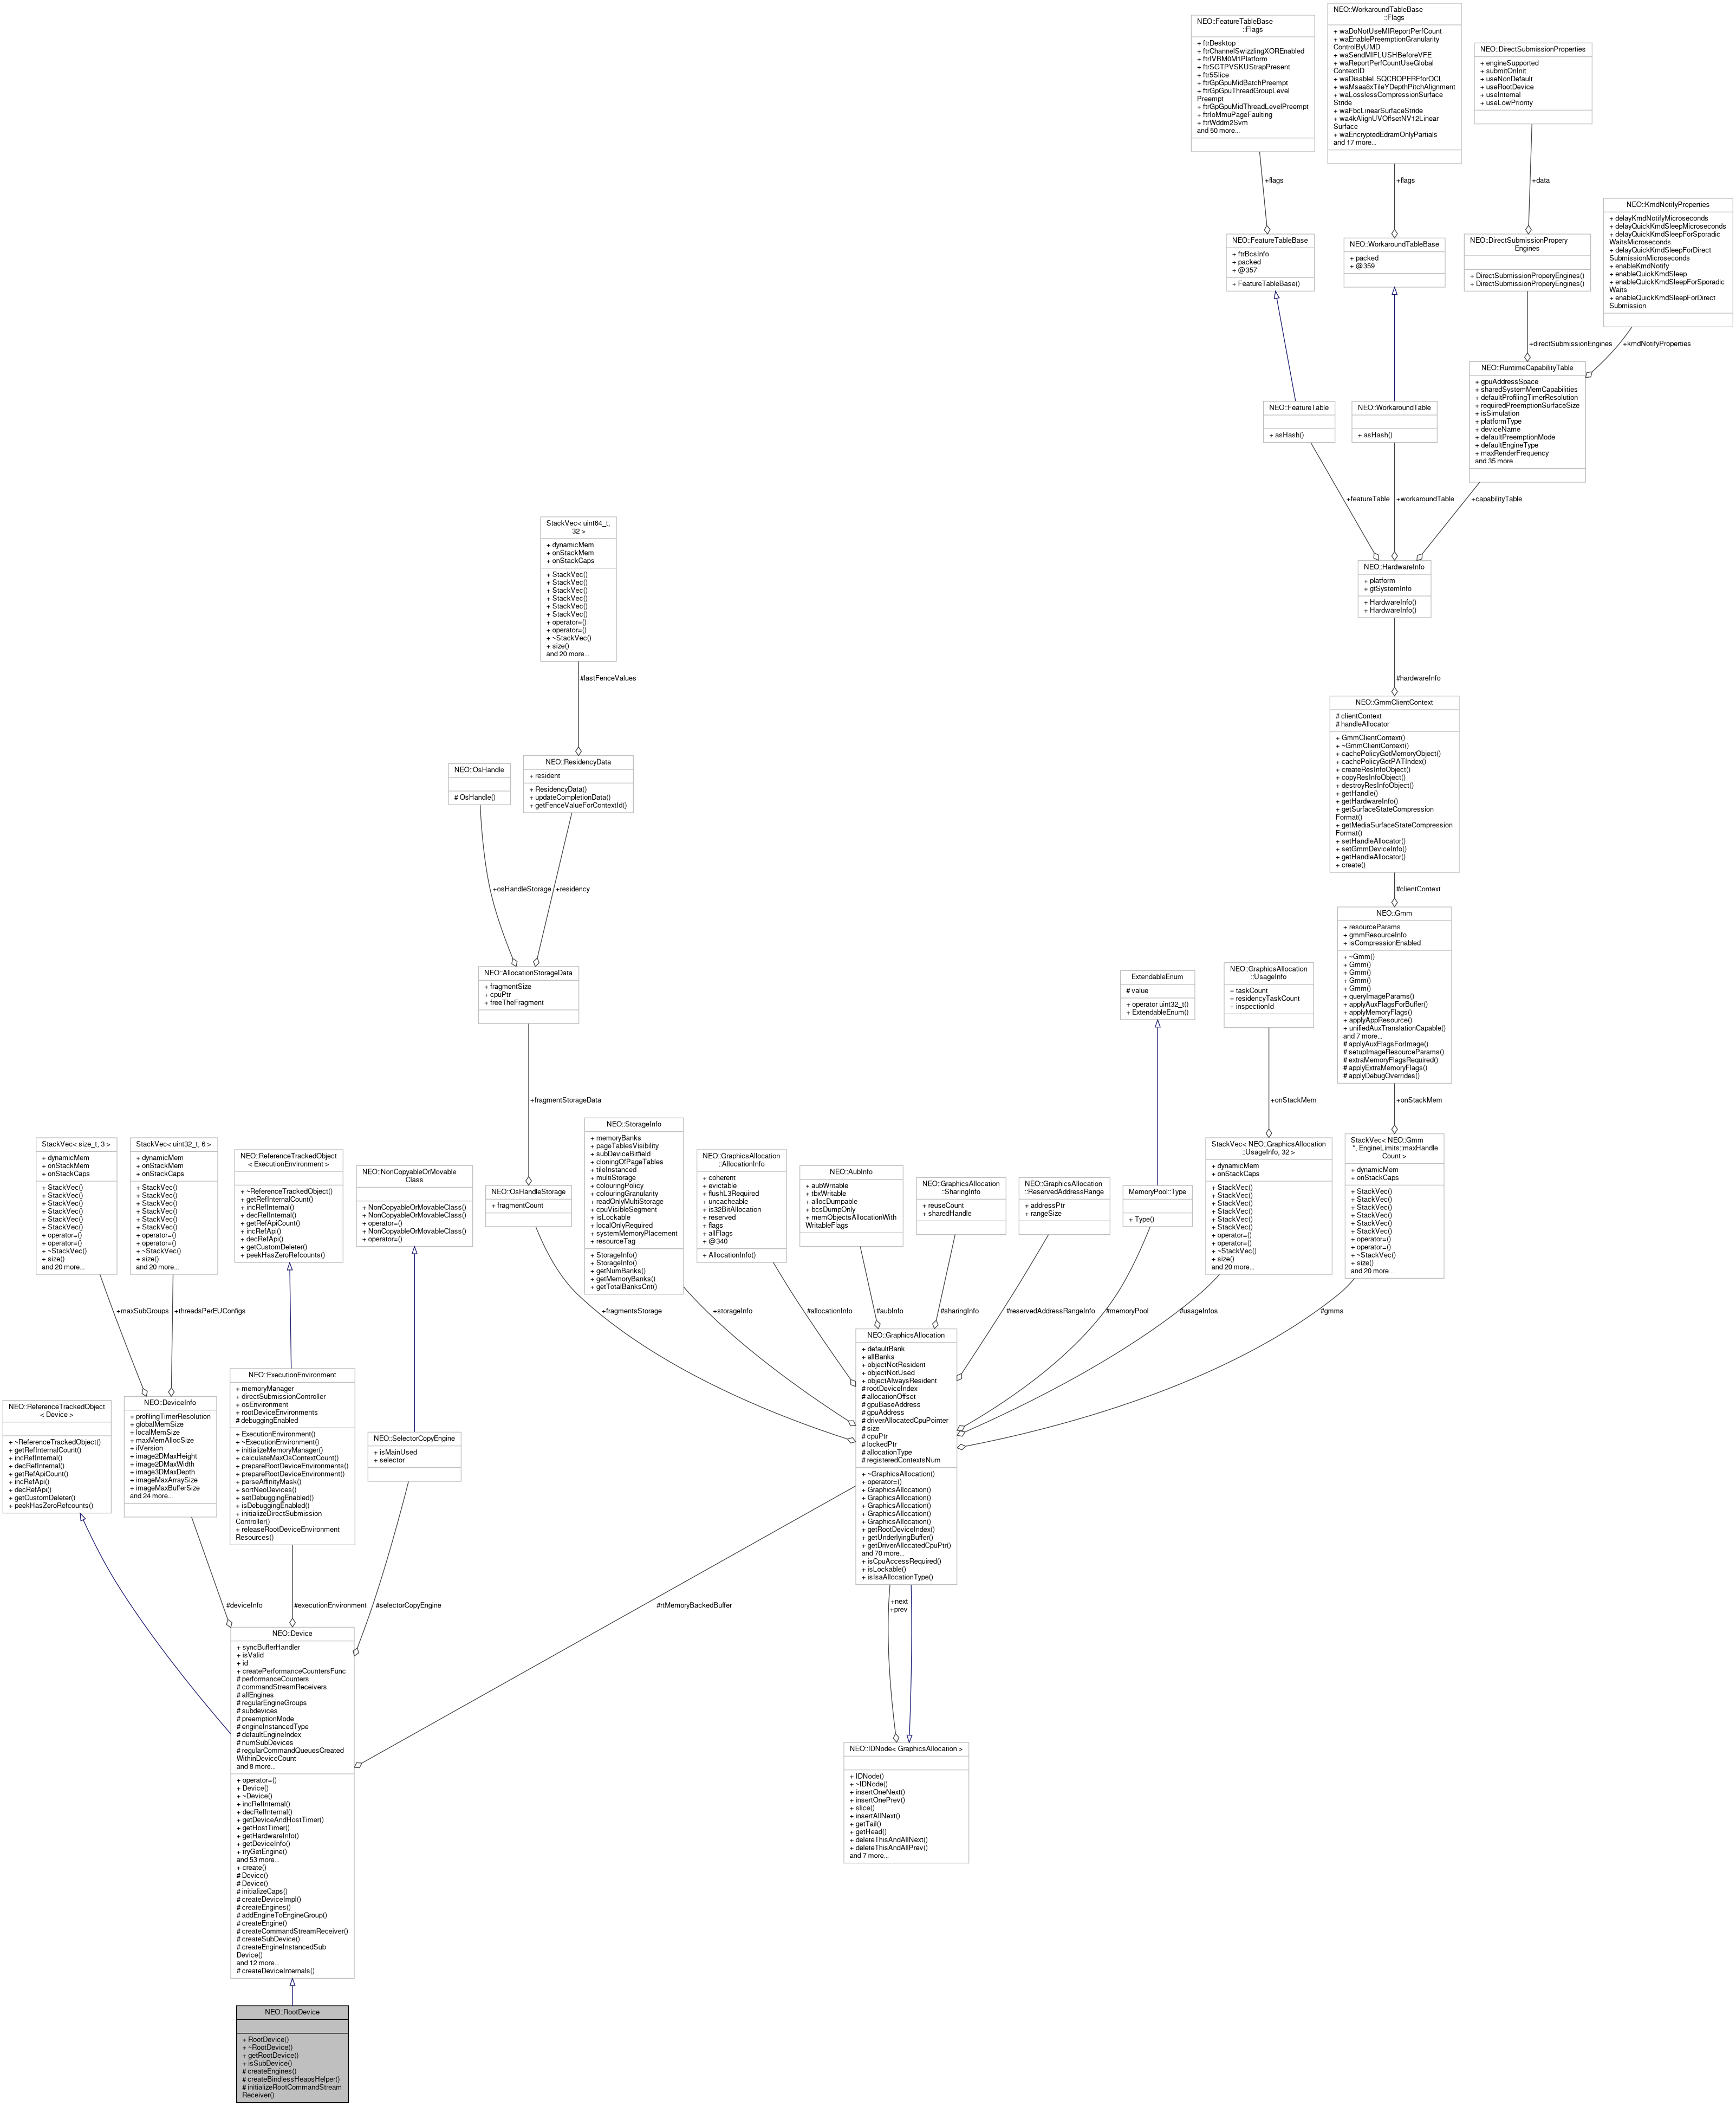 NEO::FeatureTableBase
::Flags
+ ftrDesktop
+ ftrChannelSwizzlingXOREnabled
+ ftrIVBM0M1Platform
+ ftrSGTPVSKUStrapPresent
+ ftr5Slice
+ ftrGpGpuMidBatchPreempt
+ ftrGpGpuThreadGroupLevel
Preempt
+ ftrGpGpuMidThreadLevelPreempt
+ ftrIoMmuPageFaulting
+ ftrWddm2Svm
and 50 more...
NEO::WorkaroundTableBase
::Flags
+ waDoNotUseMIReportPerfCount
+ waEnablePreemptionGranularity
ControlByUMD
+ waSendMIFLUSHBeforeVFE
+ waReportPerfCountUseGlobal
ContextID
+ waDisableLSQCROPERFforOCL
+ waMsaa8xTileYDepthPitchAlignment
+ waLosslessCompressionSurface
Stride
+ waFbcLinearSurfaceStride
+ wa4kAlignUVOffsetNV12Linear
Surface
+ waEncryptedEdramOnlyPartials
and 17 more...
NEO::DirectSubmissionProperties
+ engineSupported
+ submitOnInit
+ useNonDefault
+ useRootDevice
+ useInternal
+ useLowPriority
+flags
+flags
+data
NEO::KmdNotifyProperties
+ delayKmdNotifyMicroseconds
+ delayQuickKmdSleepMicroseconds
+ delayQuickKmdSleepForSporadic
WaitsMicroseconds
+ delayQuickKmdSleepForDirect
SubmissionMicroseconds
+ enableKmdNotify
+ enableQuickKmdSleep
+ enableQuickKmdSleepForSporadic
Waits
+ enableQuickKmdSleepForDirect
Submission
NEO::FeatureTableBase
+ ftrBcsInfo
+ packed
+ @357
+ FeatureTableBase()
NEO::WorkaroundTableBase
+ packed
+ @359
NEO::DirectSubmissionPropery
Engines
+ DirectSubmissionProperyEngines()
+ DirectSubmissionProperyEngines()
+directSubmissionEngines
+kmdNotifyProperties
NEO::RuntimeCapabilityTable
+ gpuAddressSpace
+ sharedSystemMemCapabilities
+ defaultProfilingTimerResolution
+ requiredPreemptionSurfaceSize
+ isSimulation
+ platformType
+ deviceName
+ defaultPreemptionMode
+ defaultEngineType
+ maxRenderFrequency
and 35 more...
NEO::FeatureTable
+ asHash()
NEO::WorkaroundTable
+ asHash()
+featureTable
+workaroundTable
+capabilityTable
StackVec< uint64_t,
32 >
+ dynamicMem
+ onStackMem
+ onStackCaps
+ StackVec()
+ StackVec()
+ StackVec()
+ StackVec()
+ StackVec()
+ StackVec()
+ operator=()
+ operator=()
+ ~StackVec()
+ size()
and 20 more...
NEO::HardwareInfo
+ platform
+ gtSystemInfo
+ HardwareInfo()
+ HardwareInfo()
#lastFenceValues
#hardwareInfo
NEO::GmmClientContext
# clientContext
# handleAllocator
+ GmmClientContext()
+ ~GmmClientContext()
+ cachePolicyGetMemoryObject()
+ cachePolicyGetPATIndex()
+ createResInfoObject()
+ copyResInfoObject()
+ destroyResInfoObject()
+ getHandle()
+ getHardwareInfo()
+ getSurfaceStateCompression
Format()
+ getMediaSurfaceStateCompression
Format()
+ setHandleAllocator()
+ setGmmDeviceInfo()
+ getHandleAllocator()
+ create()
NEO::OsHandle
# OsHandle()
NEO::ResidencyData
+ resident
+ ResidencyData()
+ updateCompletionData()
+ getFenceValueForContextId()
+osHandleStorage
+residency
#clientContext
NEO::Gmm
+ resourceParams
+ gmmResourceInfo
+ isCompressionEnabled
+ ~Gmm()
+ Gmm()
+ Gmm()
+ Gmm()
+ Gmm()
+ queryImageParams()
+ applyAuxFlagsForBuffer()
+ applyMemoryFlags()
+ applyAppResource()
+ unifiedAuxTranslationCapable()
and 7 more...
# applyAuxFlagsForImage()
# setupImageResourceParams()
# extraMemoryFlagsRequired()
# applyExtraMemoryFlags()
# applyDebugOverrides()
NEO::AllocationStorageData
+ fragmentSize
+ cpuPtr
+ freeTheFragment
ExtendableEnum
# value
+ operator uint32_t()
+ ExtendableEnum()
NEO::GraphicsAllocation
::UsageInfo
+ taskCount
+ residencyTaskCount
+ inspectionId
+fragmentStorageData
+onStackMem
+onStackMem
StackVec< size_t, 3 >
+ dynamicMem
+ onStackMem
+ onStackCaps
+ StackVec()
+ StackVec()
+ StackVec()
+ StackVec()
+ StackVec()
+ StackVec()
+ operator=()
+ operator=()
+ ~StackVec()
+ size()
and 20 more...
StackVec< uint32_t, 6 >
+ dynamicMem
+ onStackMem
+ onStackCaps
+ StackVec()
+ StackVec()
+ StackVec()
+ StackVec()
+ StackVec()
+ StackVec()
+ operator=()
+ operator=()
+ ~StackVec()
+ size()
and 20 more...
NEO::ReferenceTrackedObject
< ExecutionEnvironment >
+ ~ReferenceTrackedObject()
+ getRefInternalCount()
+ incRefInternal()
+ decRefInternal()
+ getRefApiCount()
+ incRefApi()
+ decRefApi()
+ getCustomDeleter()
+ peekHasZeroRefcounts()
NEO::NonCopyableOrMovable
Class
+ NonCopyableOrMovableClass()
+ NonCopyableOrMovableClass()
+ operator=()
+ NonCopyableOrMovableClass()
+ operator=()
NEO::OsHandleStorage
+ fragmentCount
NEO::StorageInfo
+ memoryBanks
+ pageTablesVisibility
+ subDeviceBitfield
+ cloningOfPageTables
+ tileInstanced
+ multiStorage
+ colouringPolicy
+ colouringGranularity
+ readOnlyMultiStorage
+ cpuVisibleSegment
+ isLockable
+ localOnlyRequired
+ systemMemoryPlacement
+ resourceTag
+ StorageInfo()
+ StorageInfo()
+ getNumBanks()
+ getMemoryBanks()
+ getTotalBanksCnt()
NEO::GraphicsAllocation
::AllocationInfo
+ coherent
+ evictable
+ flushL3Required
+ uncacheable
+ is32BitAllocation
+ reserved
+ flags
+ allFlags
+ @340
+ AllocationInfo()
NEO::AubInfo
+ aubWritable
+ tbxWritable
+ allocDumpable
+ bcsDumpOnly
+ memObjectsAllocationWith
WritableFlags
NEO::GraphicsAllocation
::SharingInfo
+ reuseCount
+ sharedHandle
NEO::GraphicsAllocation
::ReservedAddressRange
+ addressPtr
+ rangeSize
MemoryPool::Type
+ Type()
StackVec< NEO::GraphicsAllocation
::UsageInfo, 32 >
+ dynamicMem
+ onStackCaps
+ StackVec()
+ StackVec()
+ StackVec()
+ StackVec()
+ StackVec()
+ StackVec()
+ operator=()
+ operator=()
+ ~StackVec()
+ size()
and 20 more...
StackVec< NEO::Gmm
*, EngineLimits::maxHandle
Count >
+ dynamicMem
+ onStackCaps
+ StackVec()
+ StackVec()
+ StackVec()
+ StackVec()
+ StackVec()
+ StackVec()
+ operator=()
+ operator=()
+ ~StackVec()
+ size()
and 20 more...
+maxSubGroups
+threadsPerEUConfigs
+fragmentsStorage
+storageInfo
#allocationInfo
#aubInfo
#sharingInfo
#reservedAddressRangeInfo
#memoryPool
#usageInfos
#gmms
NEO::ReferenceTrackedObject
< Device >
+ ~ReferenceTrackedObject()
+ getRefInternalCount()
+ incRefInternal()
+ decRefInternal()
+ getRefApiCount()
+ incRefApi()
+ decRefApi()
+ getCustomDeleter()
+ peekHasZeroRefcounts()
NEO::DeviceInfo
+ profilingTimerResolution
+ globalMemSize
+ localMemSize
+ maxMemAllocSize
+ ilVersion
+ image2DMaxHeight
+ image2DMaxWidth
+ image3DMaxDepth
+ imageMaxArraySize
+ imageMaxBufferSize
and 24 more...
NEO::ExecutionEnvironment
+ memoryManager
+ directSubmissionController
+ osEnvironment
+ rootDeviceEnvironments
# debuggingEnabled
+ ExecutionEnvironment()
+ ~ExecutionEnvironment()
+ initializeMemoryManager()
+ calculateMaxOsContextCount()
+ prepareRootDeviceEnvironments()
+ prepareRootDeviceEnvironment()
+ parseAffinityMask()
+ sortNeoDevices()
+ setDebuggingEnabled()
+ isDebuggingEnabled()
+ initializeDirectSubmission
Controller()
+ releaseRootDeviceEnvironment
Resources()
NEO::SelectorCopyEngine
+ isMainUsed
+ selector
NEO::GraphicsAllocation
+ defaultBank
+ allBanks
+ objectNotResident
+ objectNotUsed
+ objectAlwaysResident
# rootDeviceIndex
# allocationOffset
# gpuBaseAddress
# gpuAddress
# driverAllocatedCpuPointer
# size
# cpuPtr
# lockedPtr
# allocationType
# registeredContextsNum
+ ~GraphicsAllocation()
+ operator=()
+ GraphicsAllocation()
+ GraphicsAllocation()
+ GraphicsAllocation()
+ GraphicsAllocation()
+ GraphicsAllocation()
+ getRootDeviceIndex()
+ getUnderlyingBuffer()
+ getDriverAllocatedCpuPtr()
and 70 more...
+ isCpuAccessRequired()
+ isLockable()
+ isIsaAllocationType()
#deviceInfo
#executionEnvironment
#selectorCopyEngine
#rtMemoryBackedBuffer
+next
+prev
NEO::Device
+ syncBufferHandler
+ isValid
+ id
+ createPerformanceCountersFunc
# performanceCounters
# commandStreamReceivers
# allEngines
# regularEngineGroups
# subdevices
# preemptionMode
# engineInstancedType
# defaultEngineIndex
# numSubDevices
# regularCommandQueuesCreated
WithinDeviceCount
and 8 more...
+ operator=()
+ Device()
+ ~Device()
+ incRefInternal()
+ decRefInternal()
+ getDeviceAndHostTimer()
+ getHostTimer()
+ getHardwareInfo()
+ getDeviceInfo()
+ tryGetEngine()
and 53 more...
+ create()
# Device()
# Device()
# initializeCaps()
# createDeviceImpl()
# createEngines()
# addEngineToEngineGroup()
# createEngine()
# createCommandStreamReceiver()
# createSubDevice()
# createEngineInstancedSub
Device()
and 12 more...
# createDeviceInternals()
NEO::IDNode< GraphicsAllocation >
+ IDNode()
+ ~IDNode()
+ insertOneNext()
+ insertOnePrev()
+ slice()
+ insertAllNext()
+ getTail()
+ getHead()
+ deleteThisAndAllNext()
+ deleteThisAndAllPrev()
and 7 more...
NEO::RootDevice
+ RootDevice()
+ ~RootDevice()
+ getRootDevice()
+ isSubDevice()
# createEngines()
# createBindlessHeapsHelper()
# initializeRootCommandStream
Receiver()